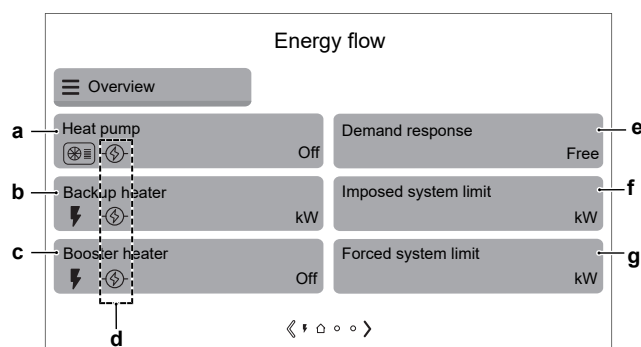 Energy flow
Overview
a
Heat pump
Off
Demand response
Free
e
b
Backup heater
kW
Imposed system limit
kW
f
c
Booster heater
Off
Forced system limit
kW
g
d